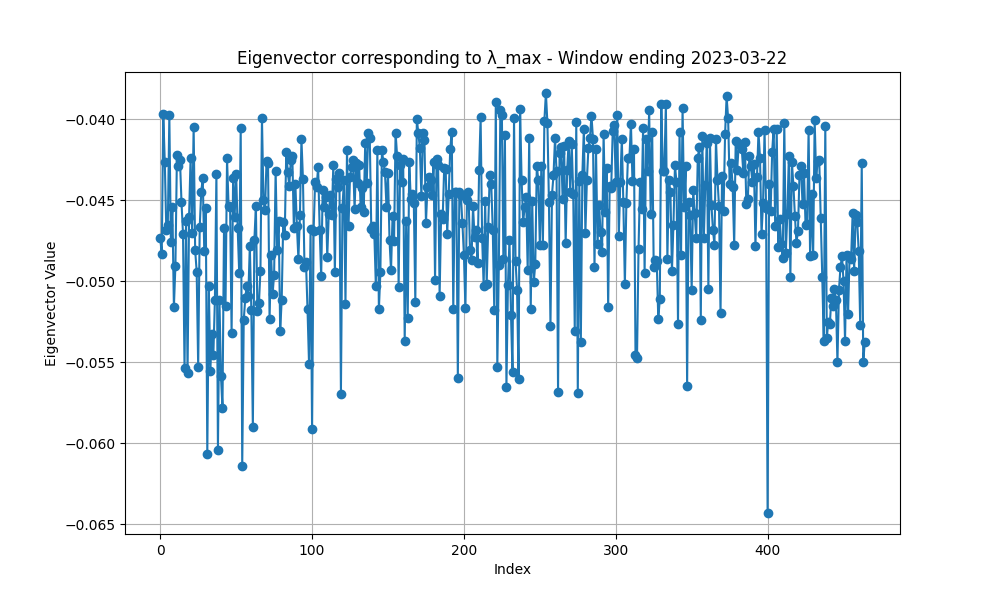 Eigenvector corresponding to λ_max - Window ending 2023-03-22
−0.040
−0.045
−0.050
−0.055
−0.060
−0.065
Eigenvector Value
0 100 200 300 400
Index